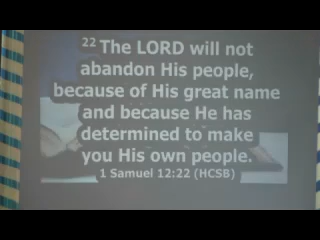 22 The LORD will not
abandon His people,
because of His great name
and because He has
determined to make
you His own people.
1 Samuel 12:22 (HCSB)